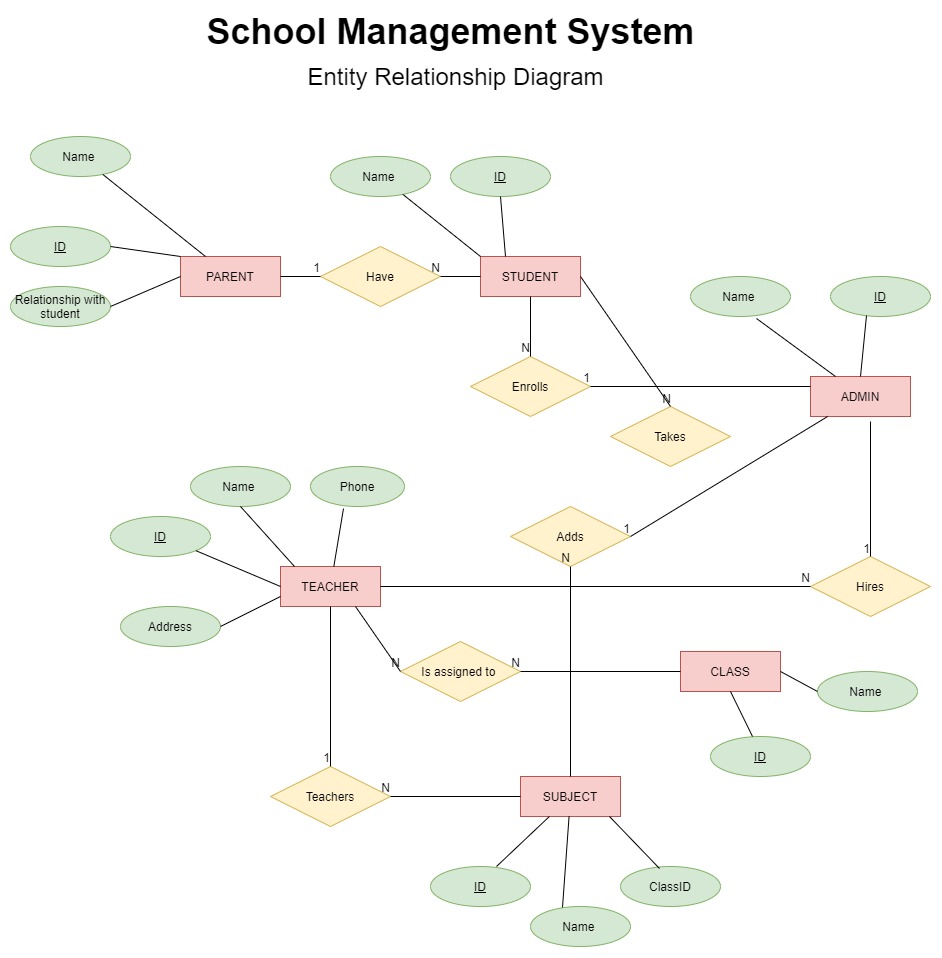 School Management System
Entity Relationship Diagram
Name
Name
ID
ID
PARENT
1
Have
N
STUDENT
Relationship with
student
Name
ID
N
Enrolls
1
ADMIN
N
Takes
Name
Phone
ID
Adds
1
N
1
TEACHER
N
Hires
Address
N
Is assigned to
N
CLASS
Name
ID
1
Teachers
N
SUBJECT
ID
ClassID
Name